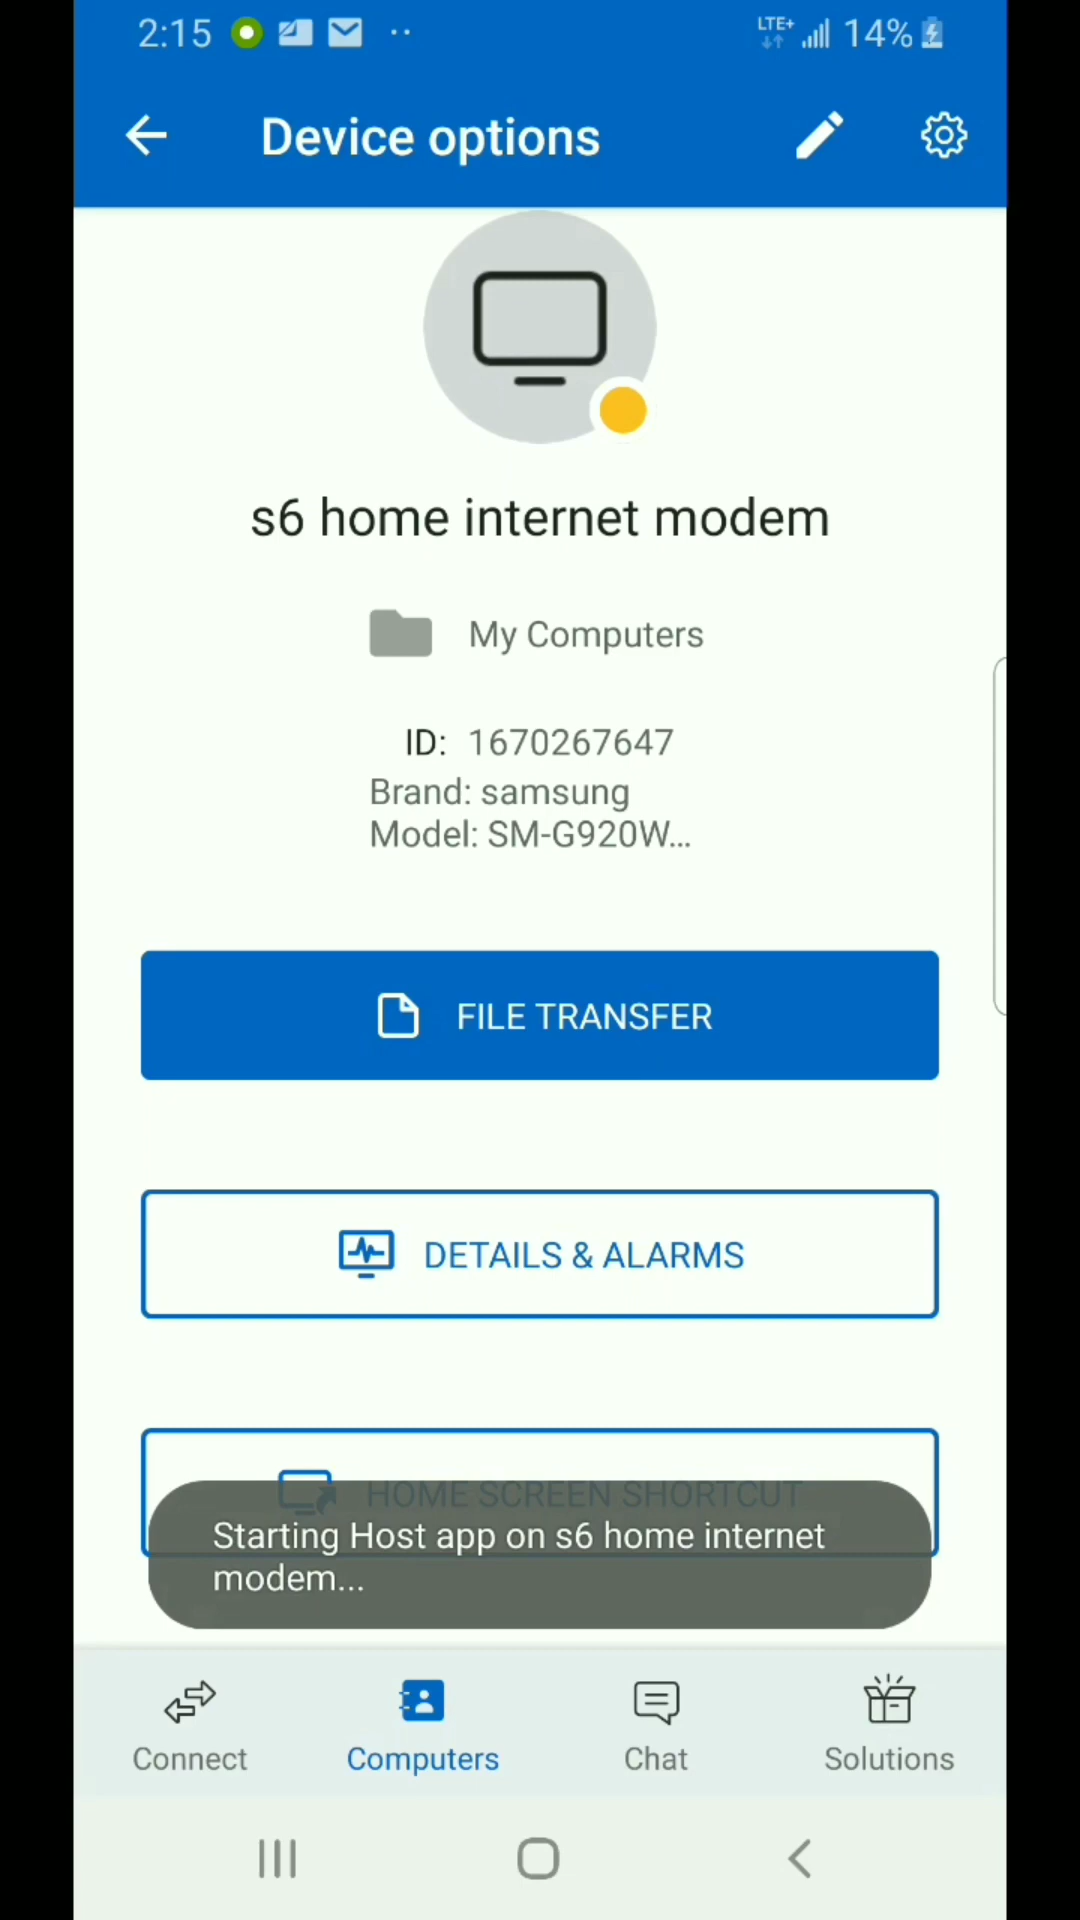 2:15
LTE+
14%
Device options
s6 home internet modem
My Computers
ID: 1670267647
Brand: samsung
Model: SM-G920W...
FILE TRANSFER
DETAILS & ALARMS
HOME SCREEN SHORTCUT
Starting Host app on s6 home internet
modem...
Connect
Computers
Chat
Solutions